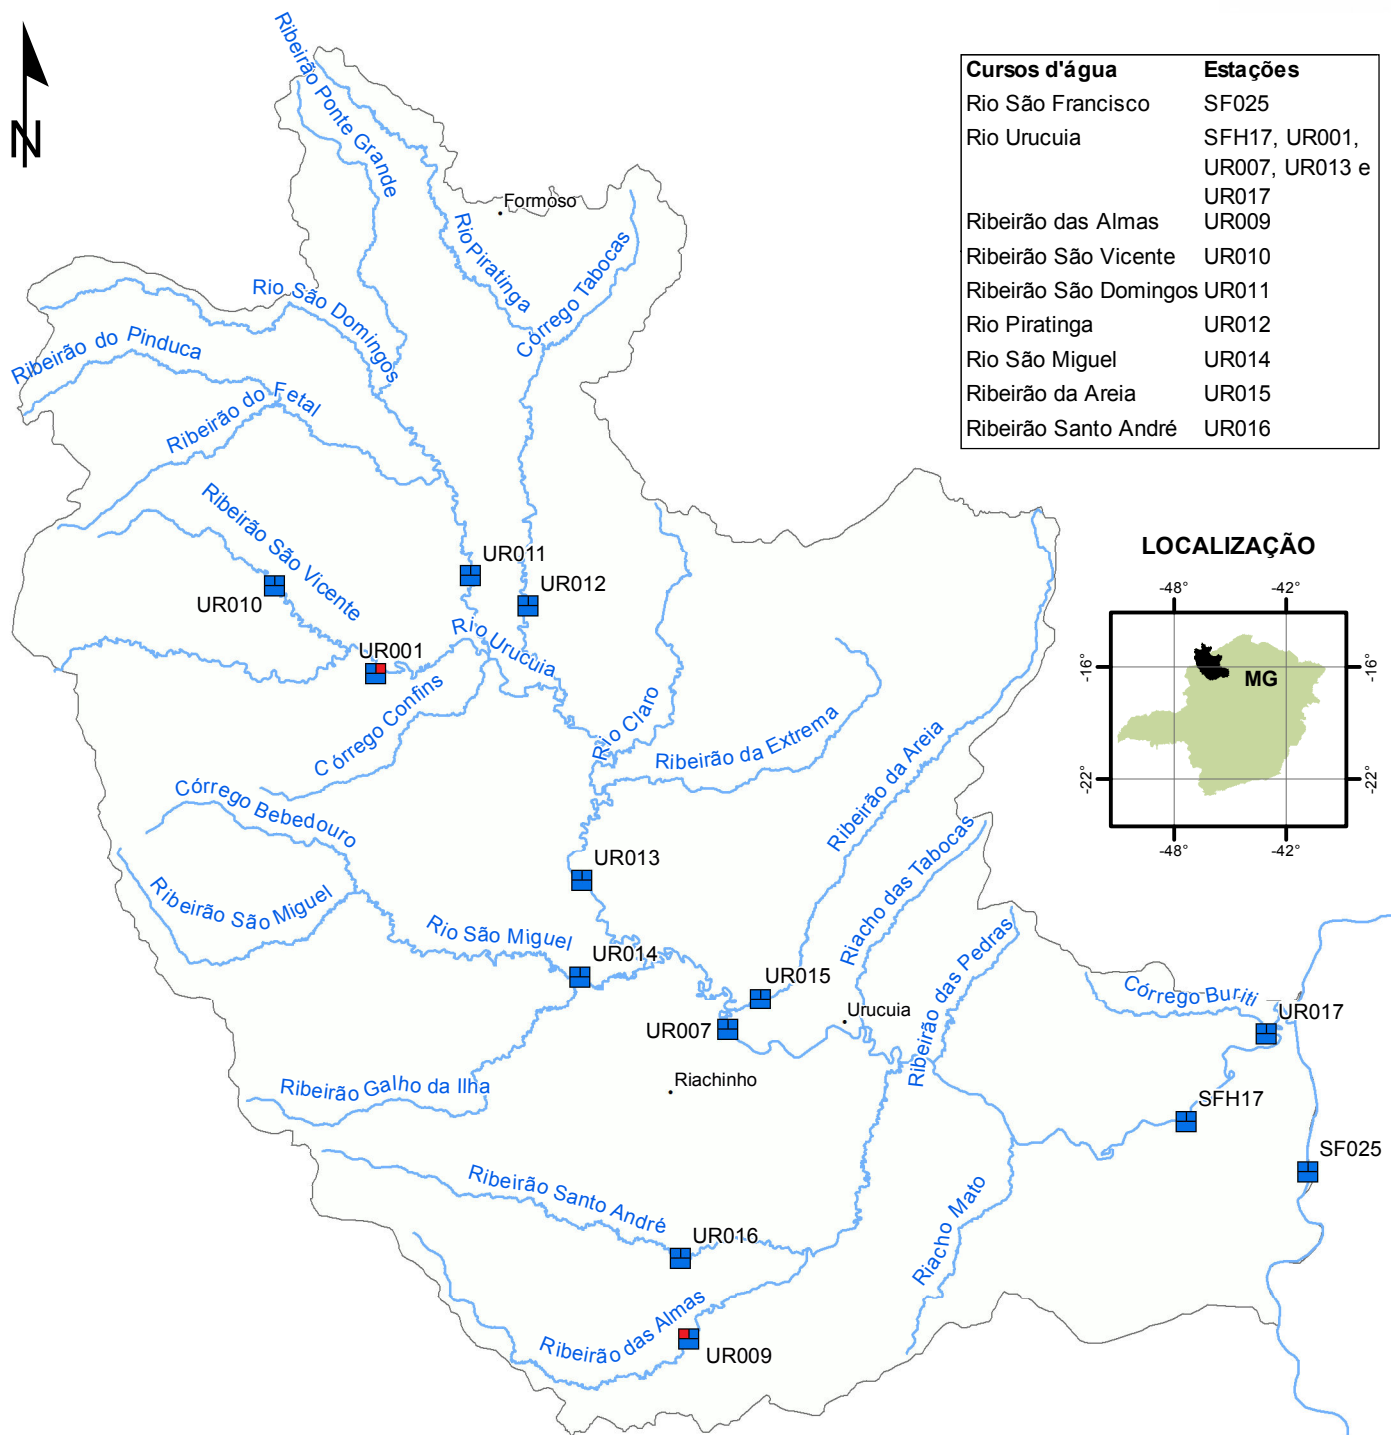 N
Cursos d'água Estações
Rio São Francisco SF025
Rio Urucuia SFH17, UR001,
UR007, UR013 e
UR017
Ribeirão das Almas UR009
Ribeirão São Vicente UR010
Ribeirão São Domingos UR011
Rio Piratinga UR012
Rio São Miguel UR014
Ribeirão da Areia UR015
Ribeirão Santo André UR016
Ribeirão Ponte Grande
Formoso
Rio Piratinga
Córrego Tabocas
Rio São Domingos
Ribeirão do Pinduca
Ribeirão do Fetal
Ribeirão São Vicente
UR011
UR010
UR012
Rio Urucuia
UR001
Córrego Confins
Rio Claro
Ribeirão da Extrema
Ribeirão da Areia
Córrego Bebedouro
Riacho das Tabocas
UR013
Ribeirão São Miguel
Rio São Miguel
UR014
UR015
Ribeirão das Pedras
Córrego Buriti
UR017
Urucuia
UR007
Riachinho
Ribeirão Galho da Ilha
SFH17
SF025
Ribeirão Santo André
UR016
Riacho Mato
Ribeirão das Almas
UR009
LOCALIZAÇÃO
-48° -42°
-16° -16°
MG
-22° -22°
-48° -42°